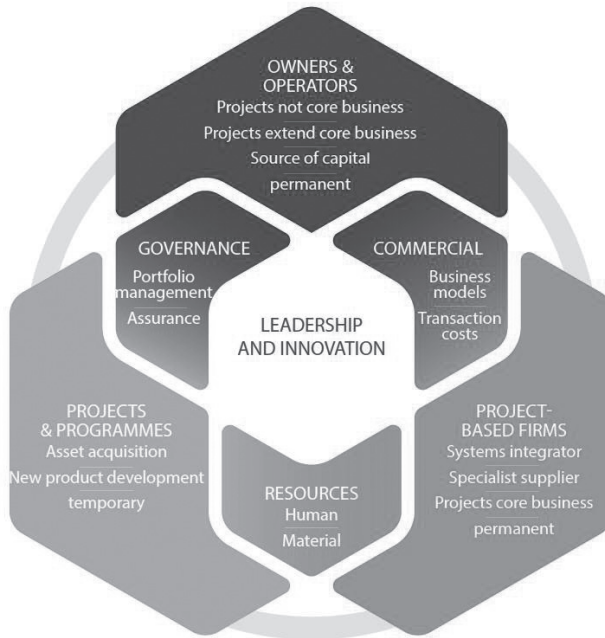 OWNERS &
OPERATORS
Projects not core business
Projects extend core business
Source of capital
permanent
GOVERNANCE
Portfolio
management
Assurance
COMMERCIAL
Business
models
Transaction
costs
LEADERSHIP
AND INNOVATION
PROJECTS
& PROGRAMMES
Asset acquisition
New product development
temporary
RESOURCES
Human
Material
PROJECT-
BASED FIRMS
Systems integrator
Specialist supplier
Projects core business
permanent